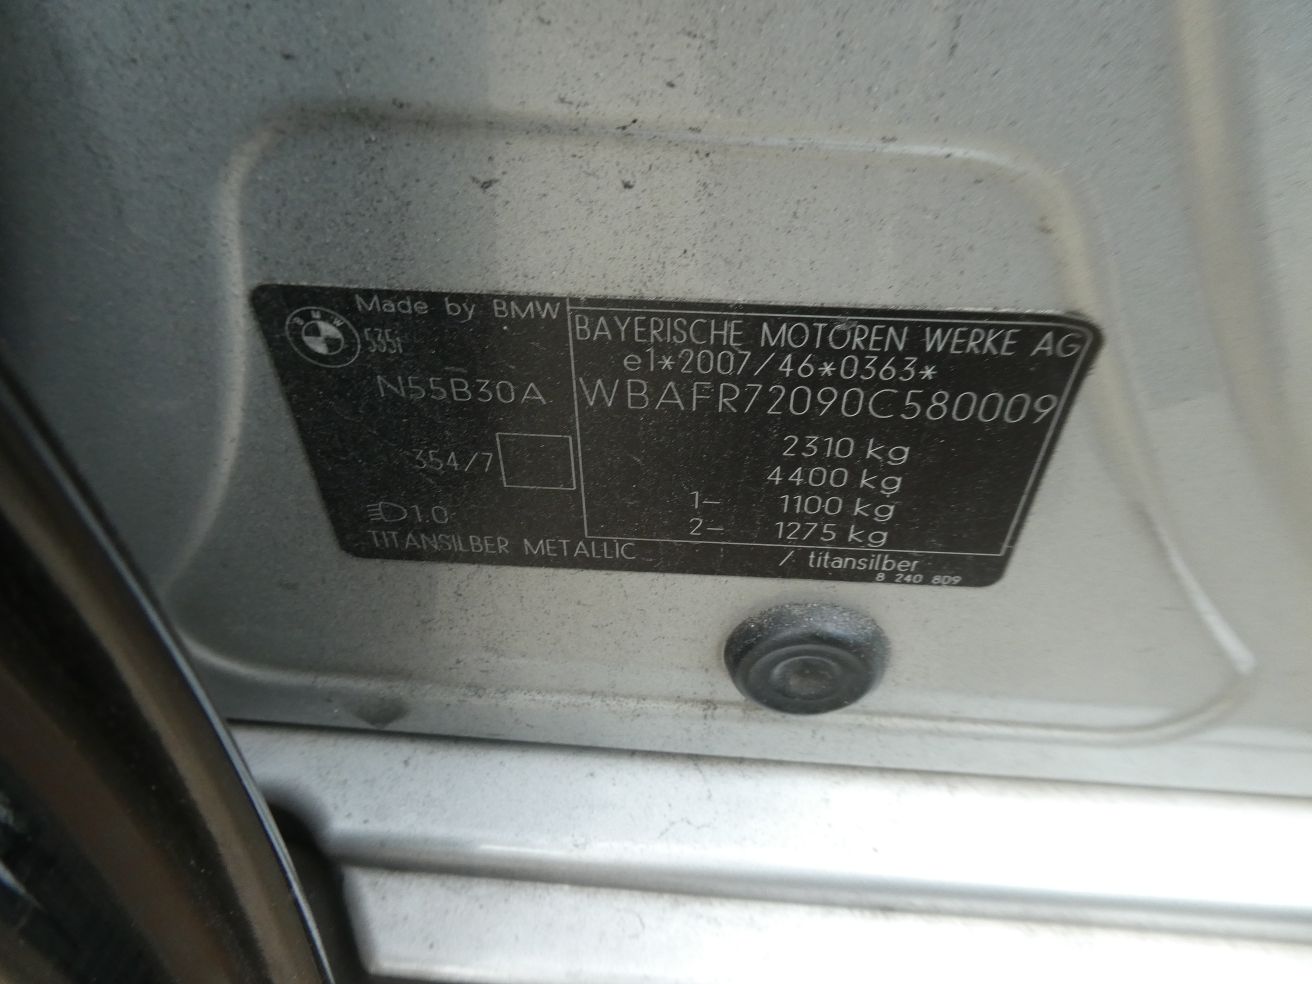 Made by BMW
BMW
535i
N55B30A
354/7
1.0
TITANSILBER METALLIC
BAYERISCHE MOTOREN WERKE AG
e1*2007/46*0363*
WBAFR72090C580009
2310 kg
4400 kg
1- 1100 kg
2- 1275 kg
/ titansilber
8 240 809